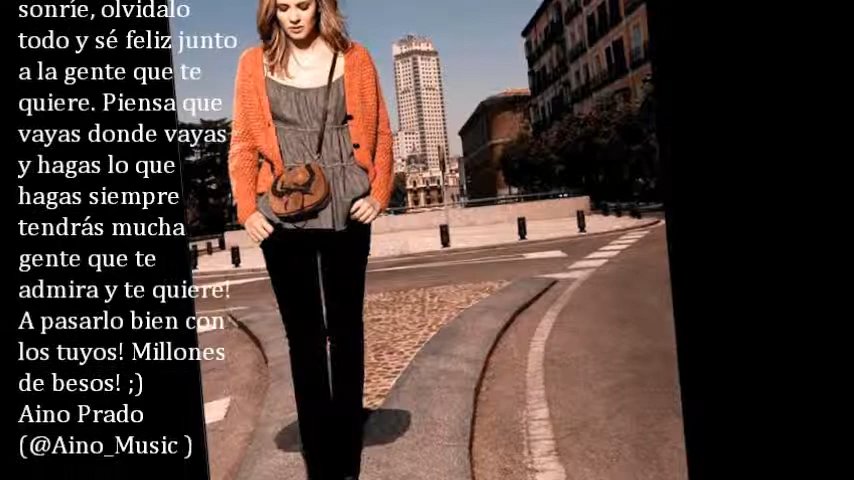 sonríe, olvidalo
todo y sé feliz junto
a la gente que te
quiere. Piensa que
vayas donde vayas
y hagas lo que
hagas siempre
tendrás mucha
gente que te
admira y te quiere!
A pasarlo bien con
los tuyos! Millones
de besos! ;)
Aino Prado
(@Aino_Music )